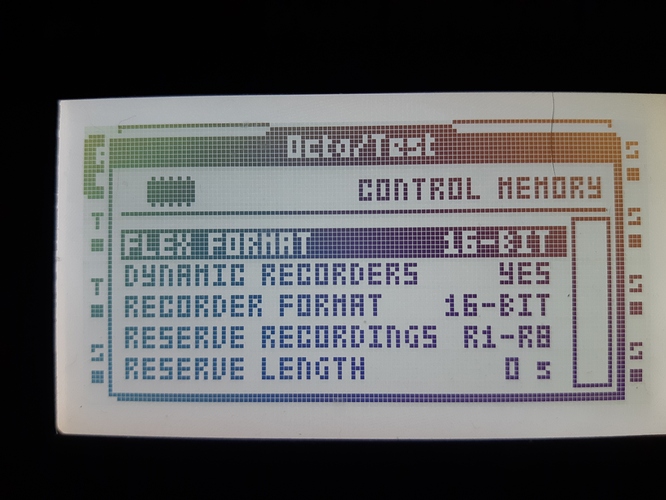 Octo/Test
CONTROL MEMORY
FLEX FORMAT 16-BIT
DYNAMIC RECORDERS YES
RECORDER FORMAT 16-BIT
RESERVE RECORDINGS R1-R8
RESERVE LENGTH 0 s